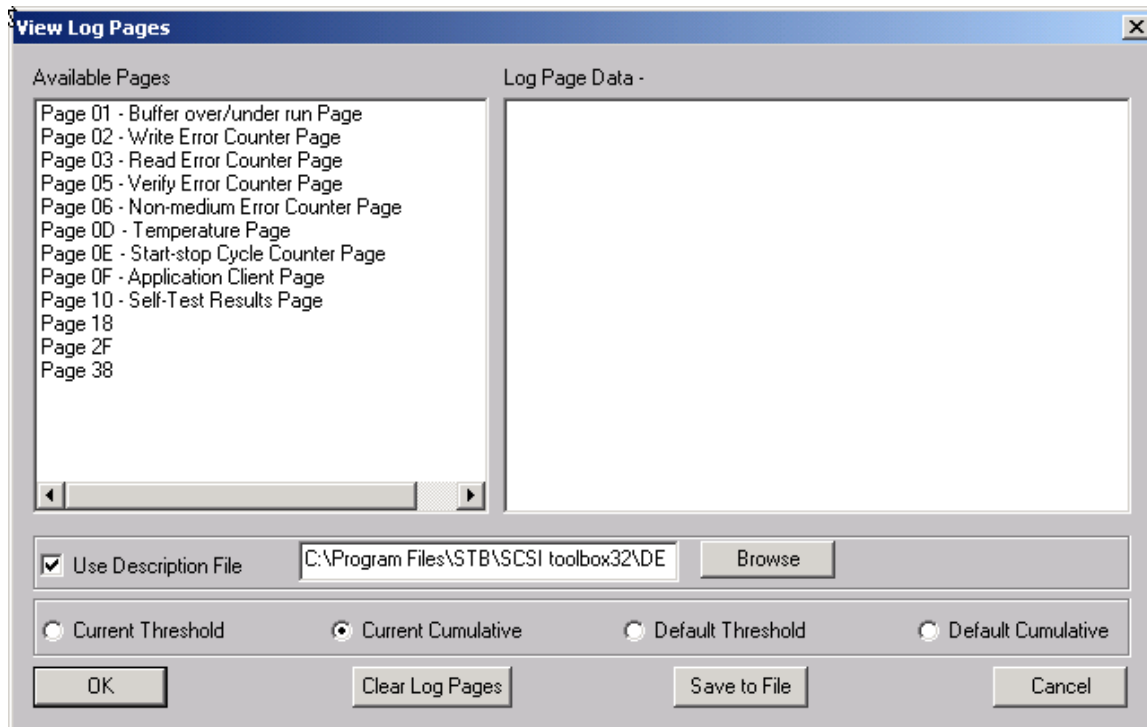 View Log Pages
Available Pages
Log Page Data -
Page 01 - Buffer over/under run Page
Page 02 - Write Error Counter Page
Page 03 - Read Error Counter Page
Page 05 - Verify Error Counter Page
Page 06 - Non-medium Error Counter Page
Page 0D - Temperature Page
Page 0E - Start-stop Cycle Counter Page
Page 0F - Application Client Page
Page 10 - Self-Test Results Page
Page 18
Page 2F
Page 38
Use Description File
C:\Program Files\STB\SCSI toolbox32\DE
Browse
Current Threshold
Current Cumulative
Default Threshold
Default Cumulative
OK
Clear Log Pages
Save to File
Cancel